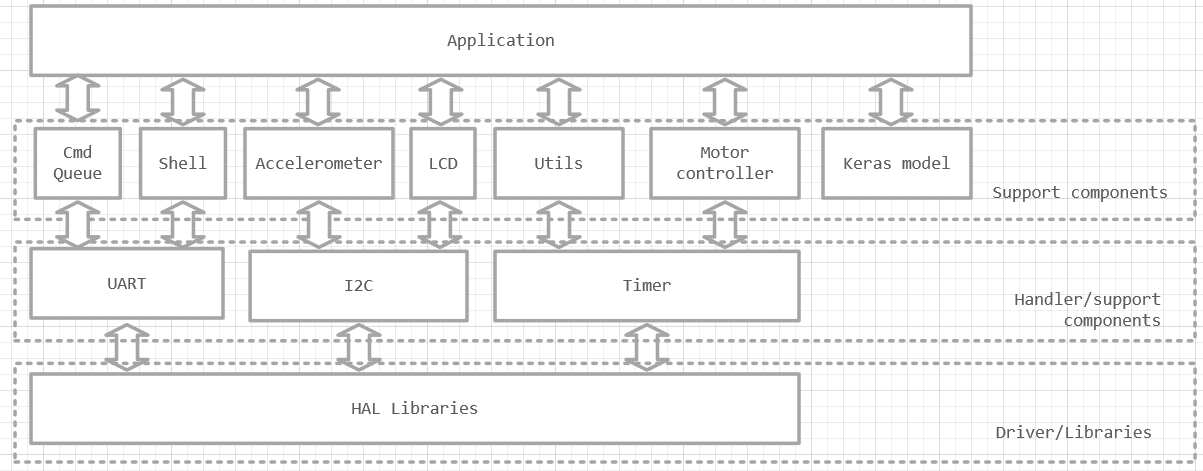 Application
Cmd
Queue
Shell
Accelerometer
LCD
Utils
Motor
controller
Keras model
Support components
UART
I2C
Timer
Handler/support
components
HAL Libraries
Driver/Libraries